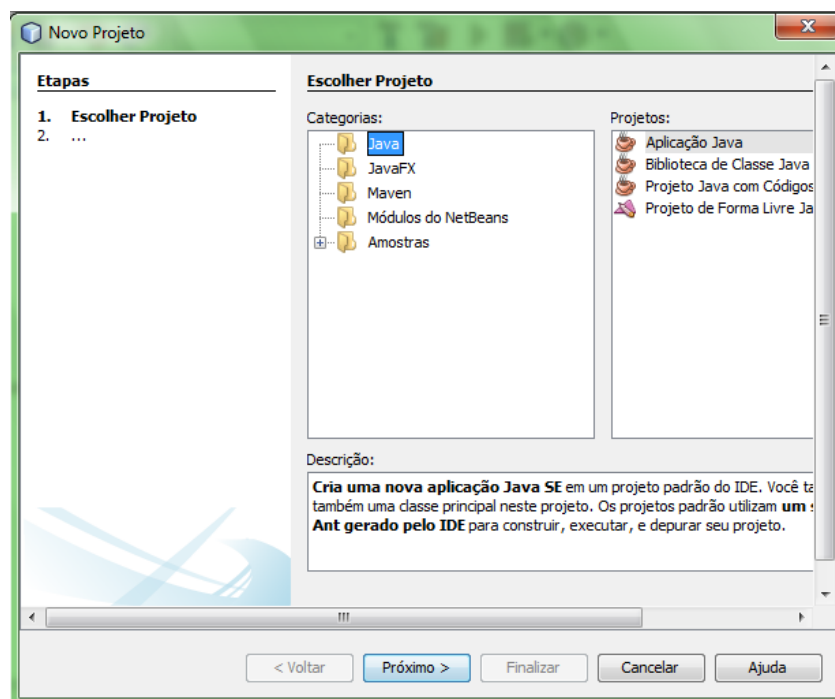 Novo Projeto
Etapas
1. Escolher Projeto
2. ...
Escolher Projeto
Categorias:
Java
JavaFX
Maven
Módulos do NetBeans
Amostras
Projetos:
Aplicação Java
Biblioteca de Classe Java
Projeto Java com Códigos
Projeto de Forma Livre Ja
Descrição:
Cria uma nova aplicação Java SE em um projeto padrão do IDE. Você ta
também uma classe principal neste projeto. Os projetos padrão utilizam um s
Ant gerado pelo IDE para construir, executar, e depurar seu projeto.
< Voltar
Próximo >
Finalizar
Cancelar
Ajuda